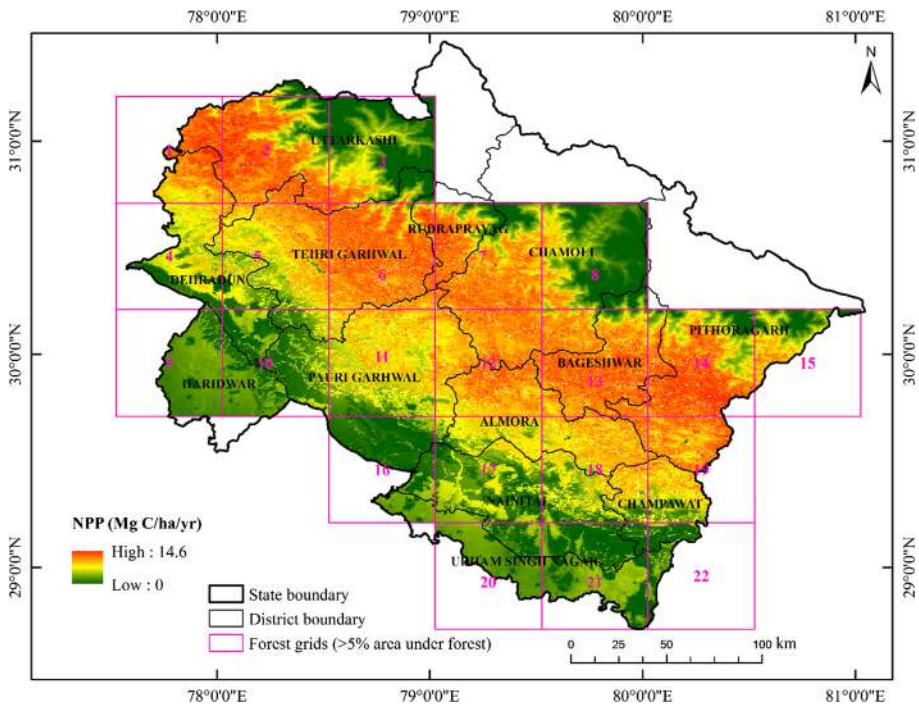 78°0'0"E 79°0'0"E 80°0'0"E 81°0'0"E
N
31°0'0"N 31°0'0"N
UTTARKASHI
1 2 3
RUDRAPRAYAG
TEHRI GARHWAL CHAMOLI
4 5 6 7 8
DEHRADUN
PITHORAGARH
30°0'0"N 30°0'0"N
9 10 11 12 13 14 15
BAGESHWAR
HARIDWAR PAURI GARHWAL
ALMORA
16 17 18 19
NAINITAL CHAMPAWAT
NPP (Mg C/ha/yr)
High : 14.6
Low : 0
29°0'0"N 29°0'0"N
UDHAM SINGH NAGAR
20 21 22
State boundary
District boundary
Forest grids (>5% area under forest)
0 25 50 100 km
78°0'0"E 79°0'0"E 80°0'0"E 81°0'0"E